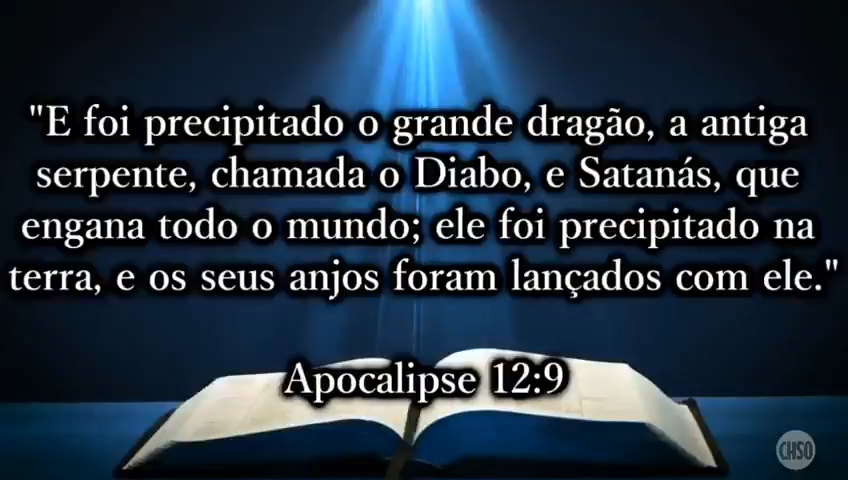 "E foi precipitado o grande dragão, a antiga
serpente, chamada o Diabo, e Satanás, que
engana todo o mundo; ele foi precipitado na
terra, e os seus anjos foram lançados com ele."
Apocalipse 12:9
CHSO